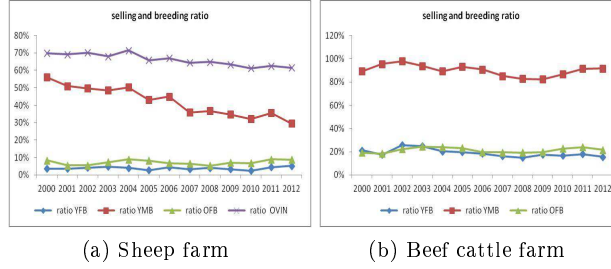 selling and breeding ratio
80%
70%
60%
50%
40%
30%
20%
10%
0%
2000 2001 2002 2003 2004 2005 2006 2007 2008 2009 2010 2011 2012
ratio YFB ratio YMB ratio OFB ratio OVIN
(a) Sheep farm
selling and breeding ratio
120%
100%
80%
60%
40%
20%
0%
2000 2001 2002 2003 2004 2005 2006 2007 2008 2009 2010 2011 2012
ratio YFB ratio YMB ratio OFB
(b) Beef cattle farm